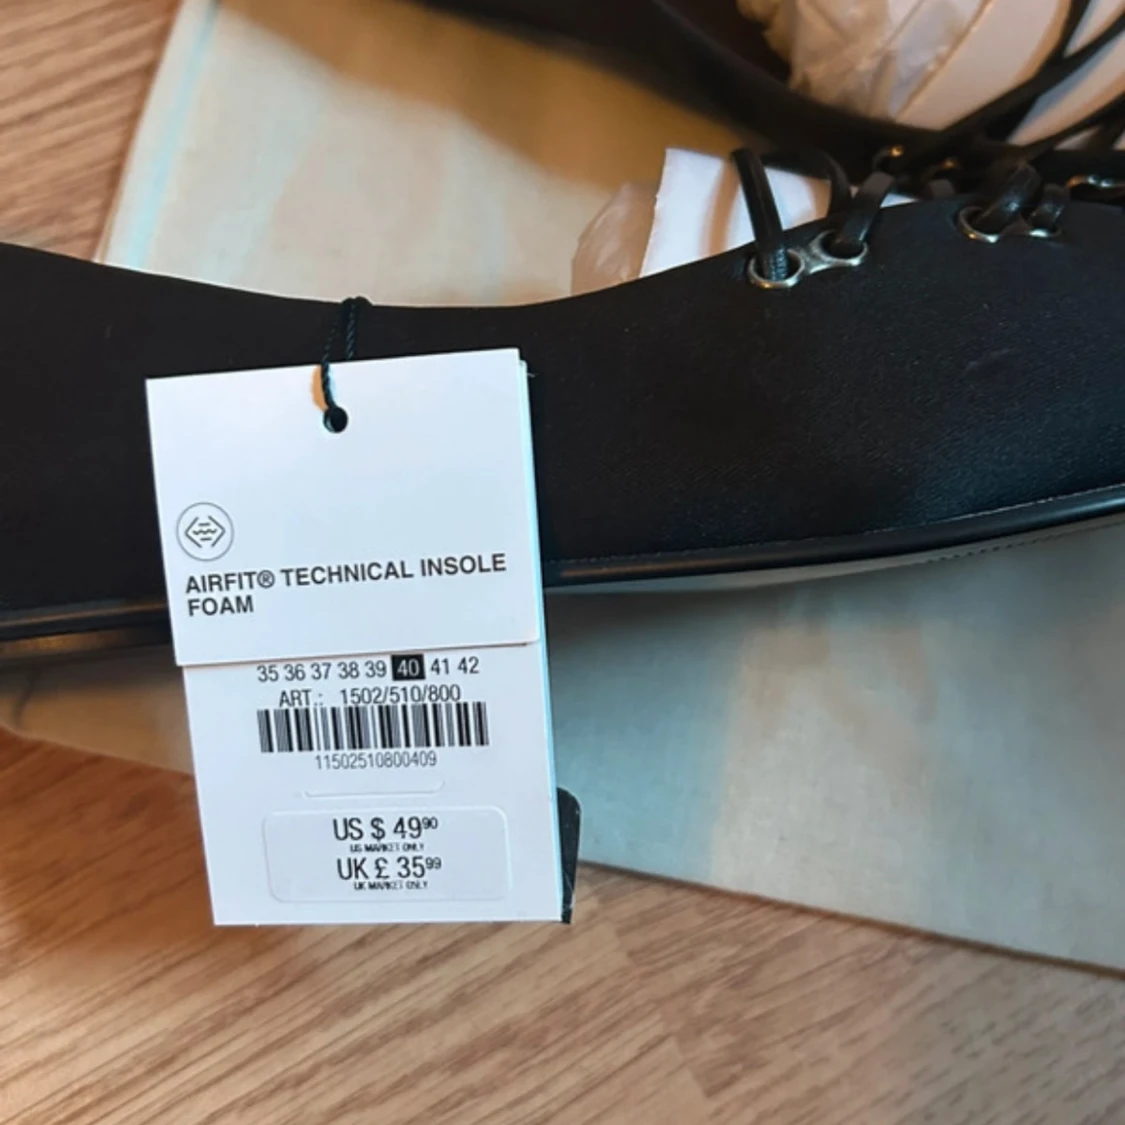 AIRFIT® TECHNICAL INSOLE
FOAM
35 36 37 38 39 40 41 42
ART.: 1502/510/800
11502510800409
US $ 49⁹⁰
US MARKET ONLY
UK £ 35⁹⁹
UK MARKET ONLY